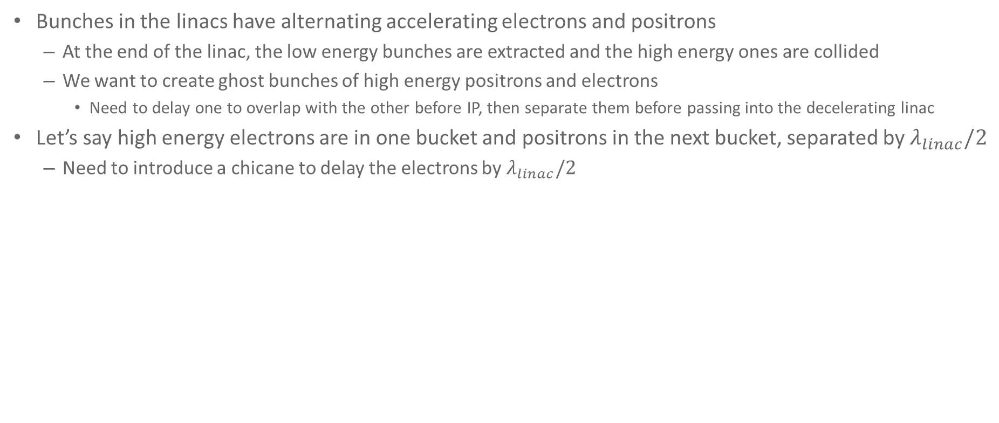 • Bunches in the linacs have alternating accelerating electrons and positrons
– At the end of the linac, the low energy bunches are extracted and the high energy ones are collided
– We want to create ghost bunches of high energy positrons and electrons
• Need to delay one to overlap with the other before IP, then separate them before passing into the decelerating linac
• Let’s say high energy electrons are in one bucket and positrons in the next bucket, separated by λ_linac/2
– Need to introduce a chicane to delay the electrons by λ_linac/2